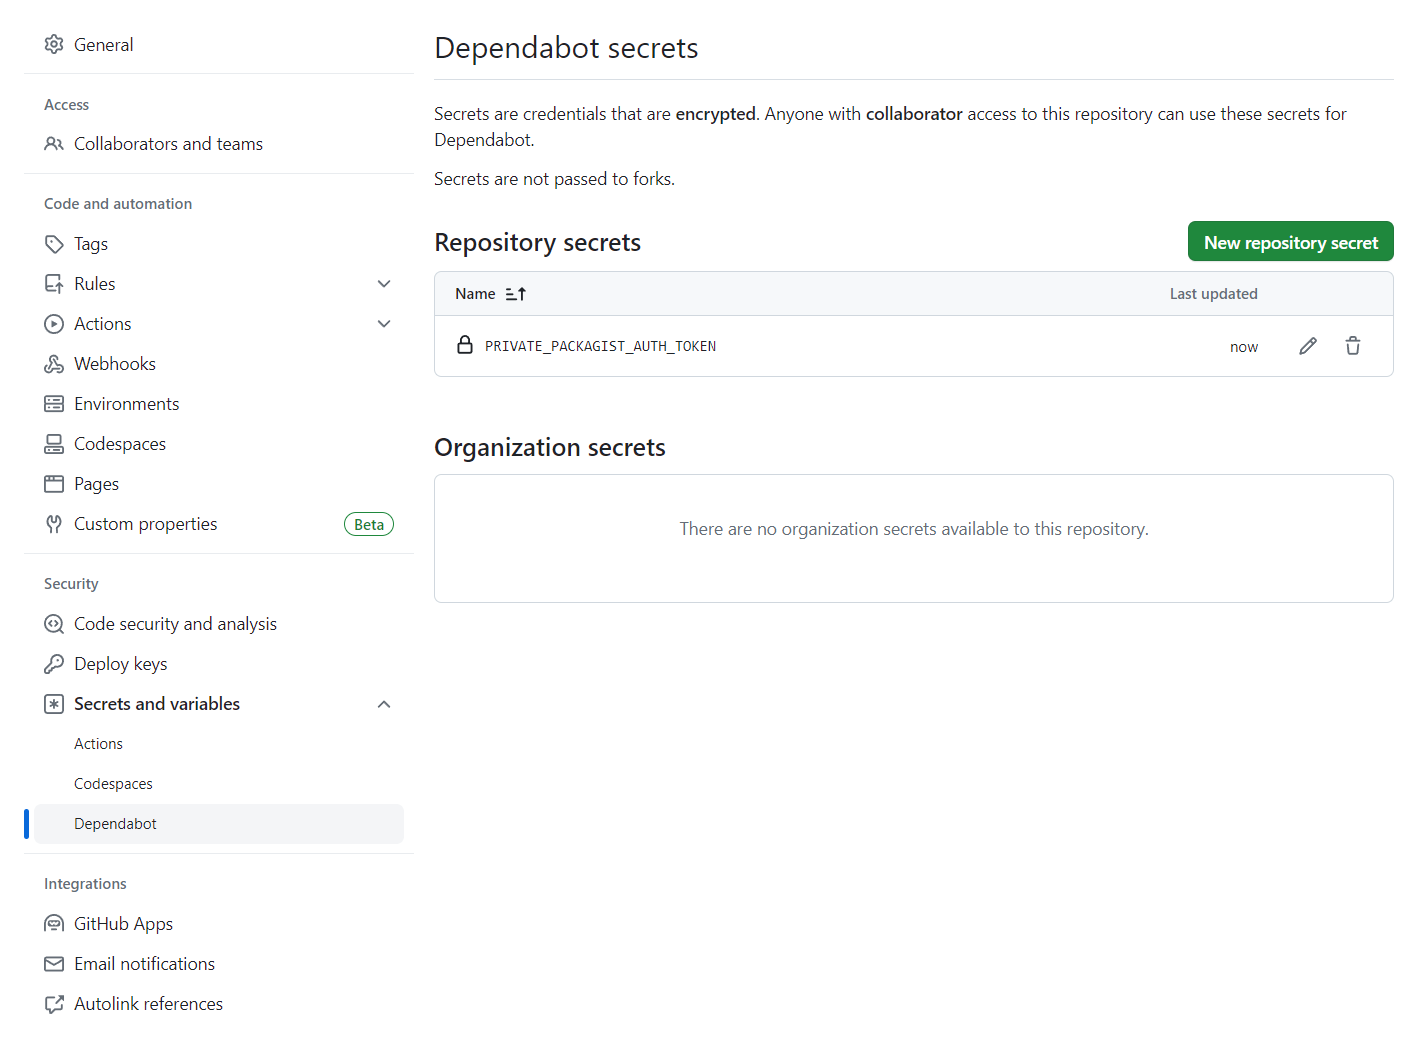 General
Access
Collaborators and teams
Code and automation
Tags
Rules
Actions
Webhooks
Environments
Codespaces
Pages
Custom properties
Beta
Security
Code security and analysis
Deploy keys
Secrets and variables
Actions
Codespaces
Dependabot
Integrations
GitHub Apps
Email notifications
Autolink references
Dependabot secrets
Secrets are credentials that are encrypted. Anyone with collaborator access to this repository can use these secrets for
Dependabot.
Secrets are not passed to forks.
Repository secrets
New repository secret
Name
Last updated
PRIVATE_PACKAGIST_AUTH_TOKEN
now
Organization secrets
There are no organization secrets available to this repository.